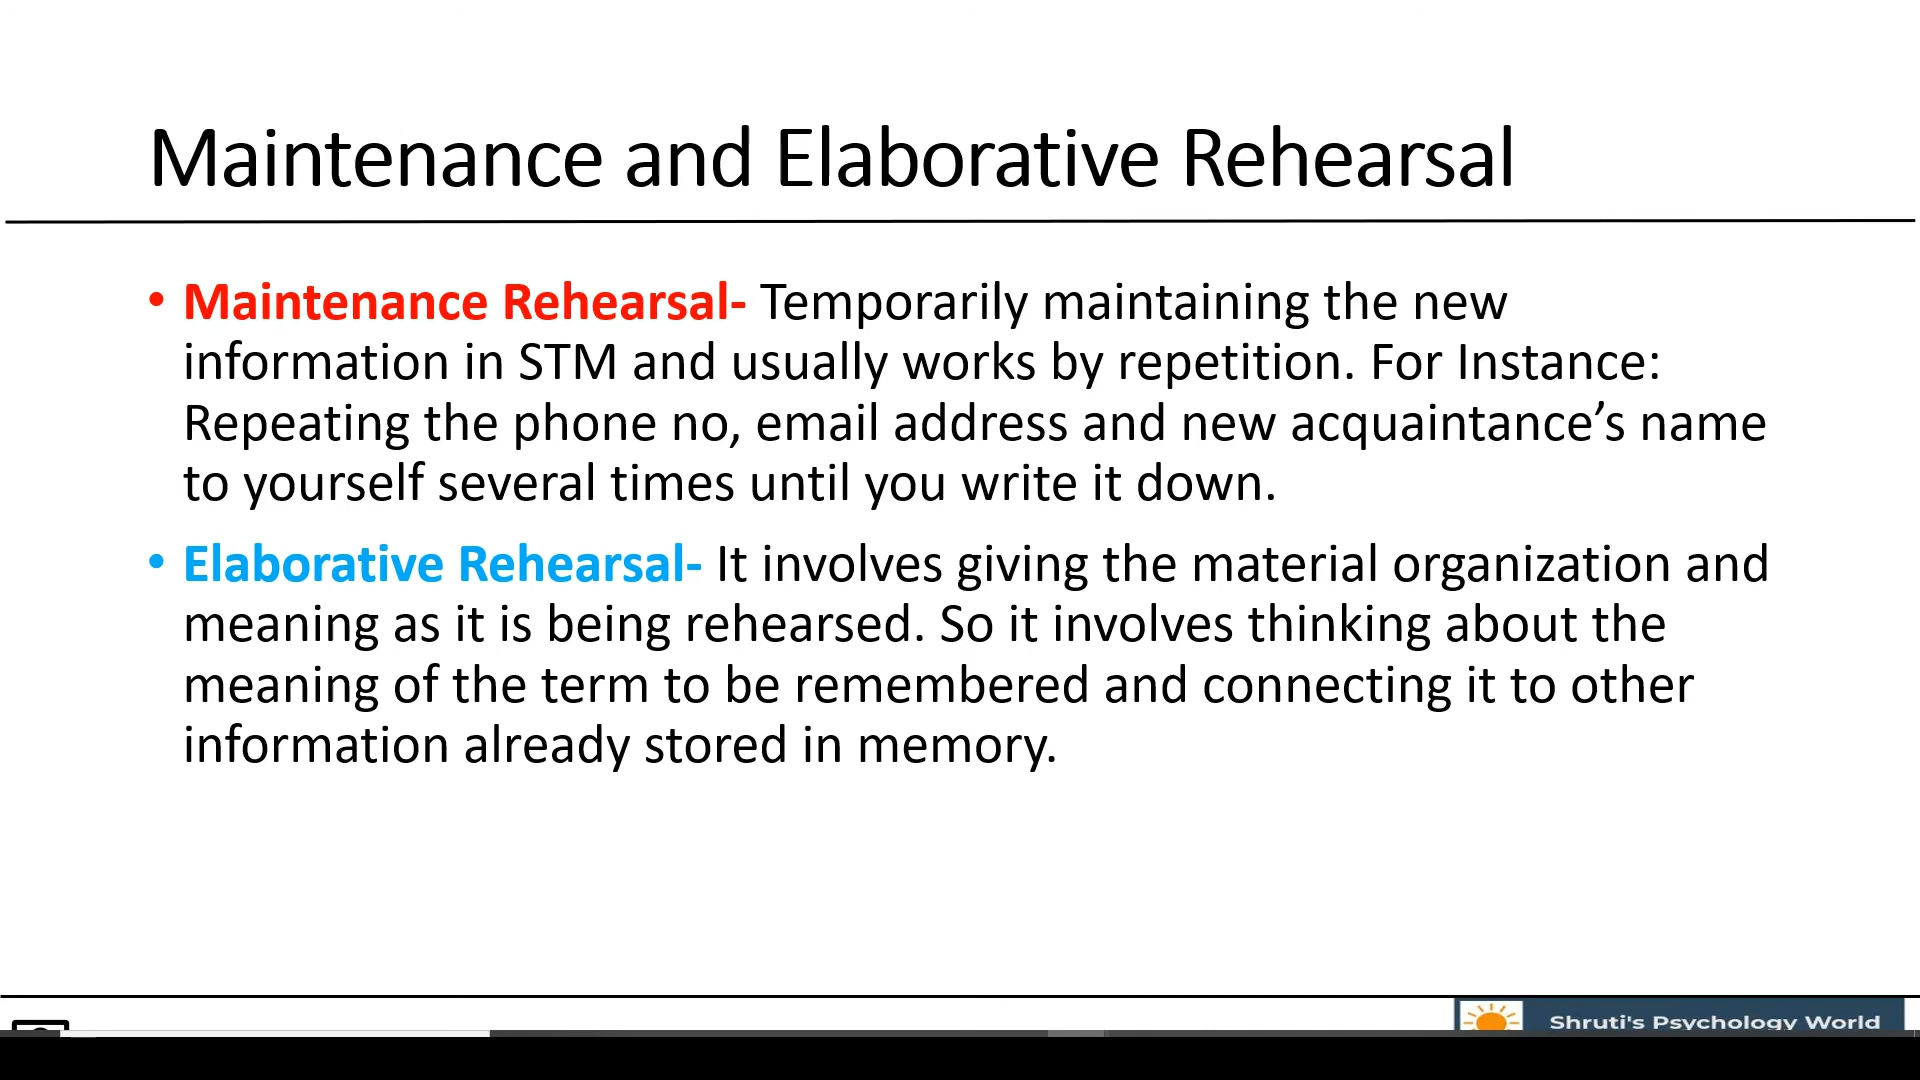 Maintenance and Elaborative Rehearsal
• Maintenance Rehearsal- Temporarily maintaining the new
information in STM and usually works by repetition. For Instance:
Repeating the phone no, email address and new acquaintance’s name
to yourself several times until you write it down.
• Elaborative Rehearsal- It involves giving the material organization and
meaning as it is being rehearsed. So it involves thinking about the
meaning of the term to be remembered and connecting it to other
information already stored in memory.
Shruti's Psychology World